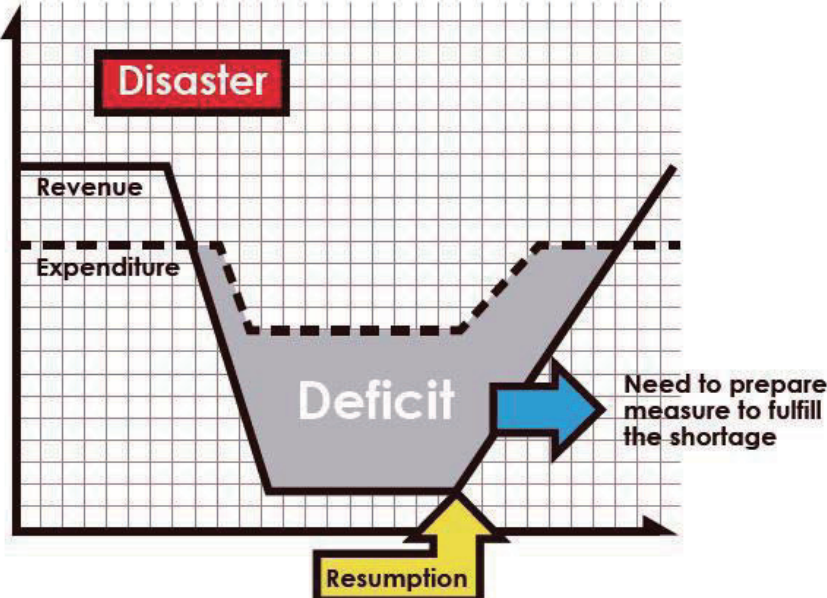 Disaster
Revenue
Expenditure
Deficit
Need to prepare
measure to fulfill
the shortage
Resumption